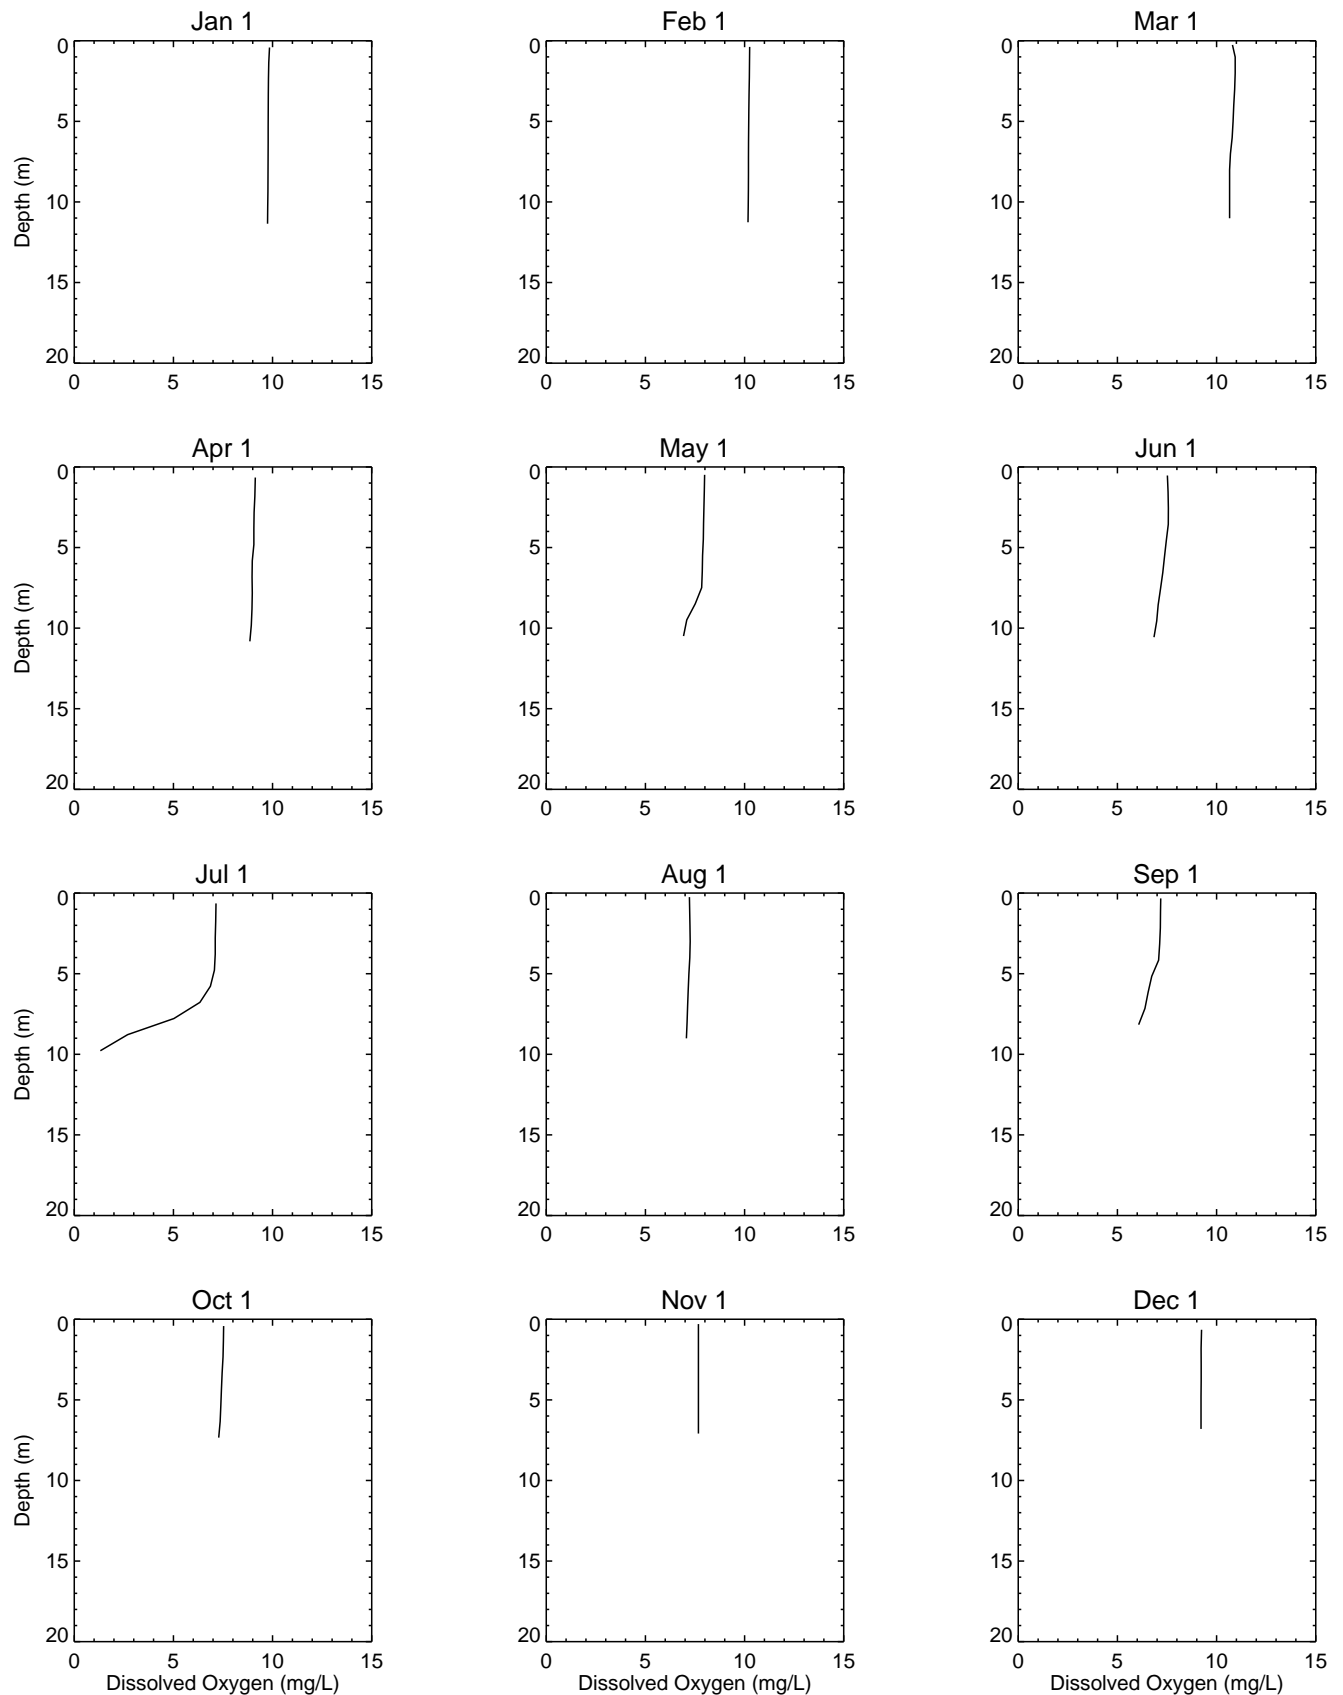 Jan 1 Feb 1 Mar 1
0 0 0
5 5 5
10 10 10
15 15 15
20 20 20
0 5 10 15 0 5 10 15 0 5 10 15
Depth (m)
Apr 1 May 1 Jun 1
0 0 0
5 5 5
10 10 10
15 15 15
20 20 20
0 5 10 15 0 5 10 15 0 5 10 15
Depth (m)
Jul 1 Aug 1 Sep 1
0 0 0
5 5 5
10 10 10
15 15 15
20 20 20
0 5 10 15 0 5 10 15 0 5 10 15
Depth (m)
Oct 1 Nov 1 Dec 1
0 0 0
5 5 5
10 10 10
15 15 15
20 20 20
0 5 10 15 0 5 10 15 0 5 10 15
Depth (m)
Dissolved Oxygen (mg/L) Dissolved Oxygen (mg/L) Dissolved Oxygen (mg/L)